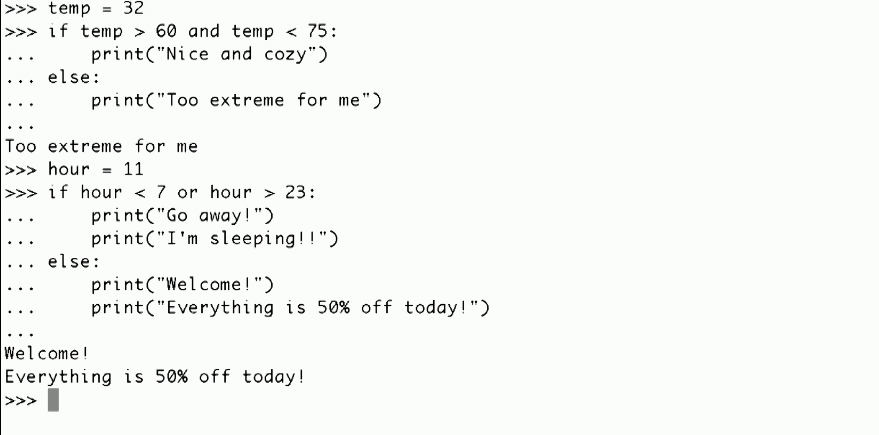 >>> temp = 32
>>> if temp > 60 and temp < 75:
...     print("Nice and cozy")
... else:
...     print("Too extreme for me")
...
Too extreme for me
>>> hour = 11
>>> if hour < 7 or hour > 23:
...     print("Go away!")
...     print("I'm sleeping!!")
... else:
...     print("Welcome!")
...     print("Everything is 50% off today!")
...
Welcome!
Everything is 50% off today!
>>>